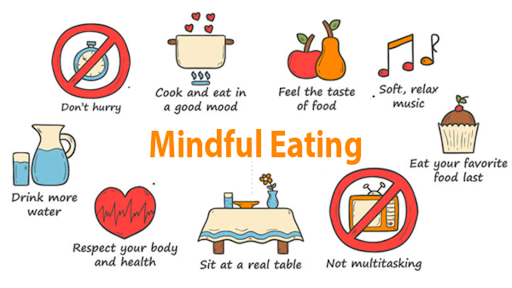 Don't hurry
Cook and eat in
a good mood
Feel the taste
of food
Soft, relax
music
Mindful Eating
Eat your favorite
food last
Drink more
water
Respect your body
and health
Sit at a real table
Not multitasking